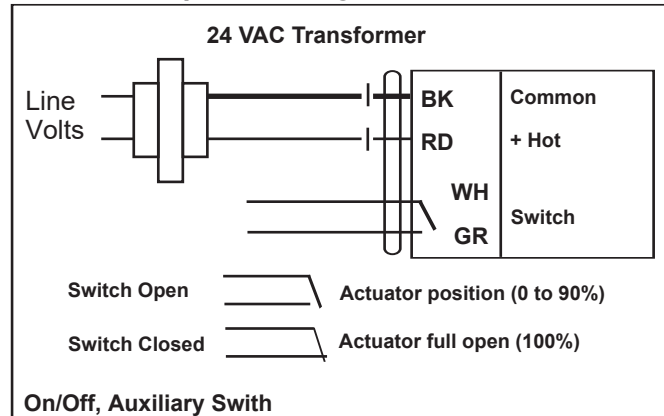 24 VAC Transformer
Line
Volts
BK Common
RD + Hot
WH
Switch
GR
Switch Open Actuator position (0 to 90%)
Switch Closed Actuator full open (100%)
On/Off, Auxiliary Swith